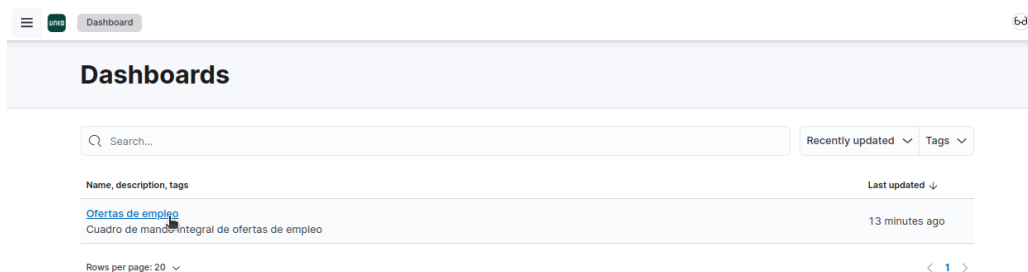 UNED Dashboard
Dashboards
Search... Recently updated Tags
Name, description, tags Last updated
Ofertas de empleo
13 minutes ago
Cuadro de mando integral de ofertas de empleo
Rows per page: 20 1